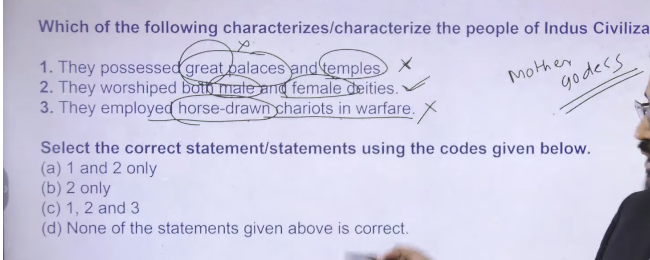 Which of the following characterizes/characterize the people of Indus Civiliza
1. They possessed great palaces and temples
2. They worshiped both male and female deities.
3. They employed horse-drawn chariots in warfare.
Mother
godess
Select the correct statement/statements using the codes given below.
(a) 1 and 2 only
(b) 2 only
(c) 1, 2 and 3
(d) None of the statements given above is correct.